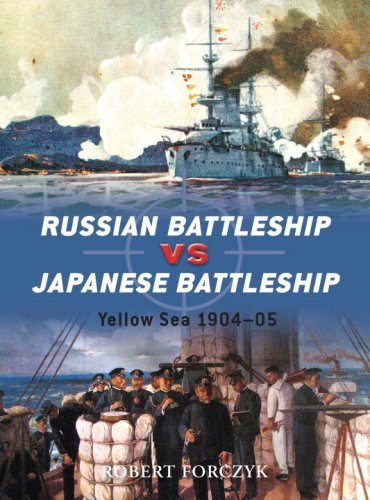 RUSSIAN BATTLESHIP
VS
JAPANESE BATTLESHIP
Yellow Sea 1904–05
ROBERT FORCZYK